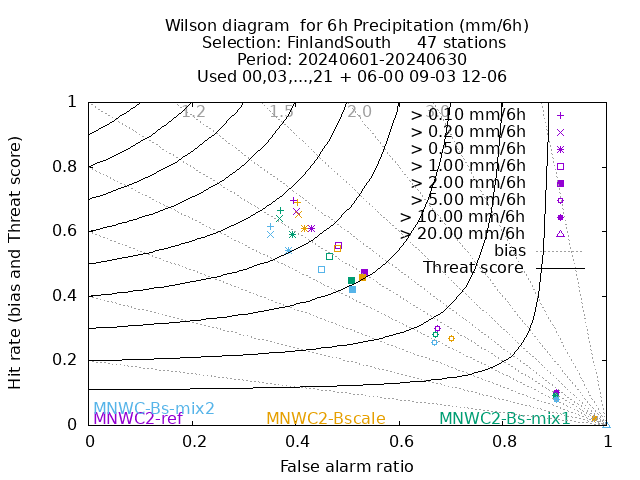 Wilson diagram  for 6h Precipitation (mm/6h)
Selection: FinlandSouth     47 stations
Period: 20240601-20240630
Used 00,03,...,21 + 06-00 09-03 12-06
1.2
1.5
2.0
3.0
> 0.10 mm/6h
> 0.20 mm/6h
> 0.50 mm/6h
> 1.00 mm/6h
> 2.00 mm/6h
> 5.00 mm/6h
> 10.00 mm/6h
> 20.00 mm/6h
bias
Threat score
Hit rate (bias and Threat score)
1
0.8
0.6
0.4
0.2
0
MNWC-Bs-mix2
MNWC2-ref
MNWC2-Bscale
MNWC2-Bs-mix1
0
0.2
0.4
0.6
0.8
1
False alarm ratio